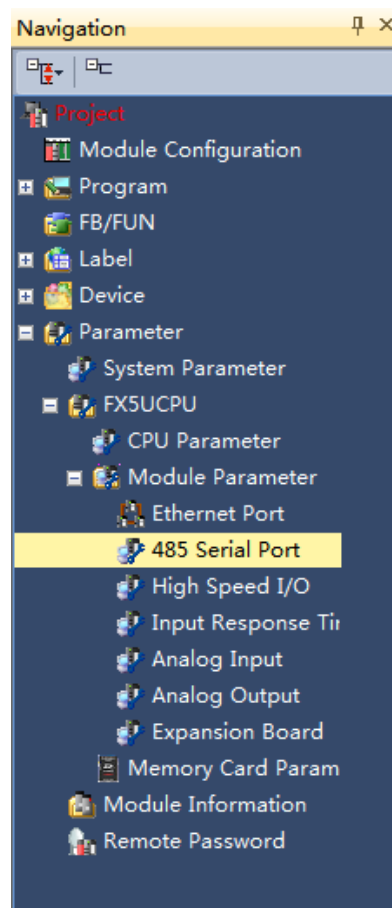 Navigation
Project
Module Configuration
Program
FB/FUN
Label
Device
Parameter
System Parameter
FX5UCPU
CPU Parameter
Module Parameter
Ethernet Port
485 Serial Port
High Speed I/O
Input Response Tir
Analog Input
Analog Output
Expansion Board
Memory Card Param
Module Information
Remote Password